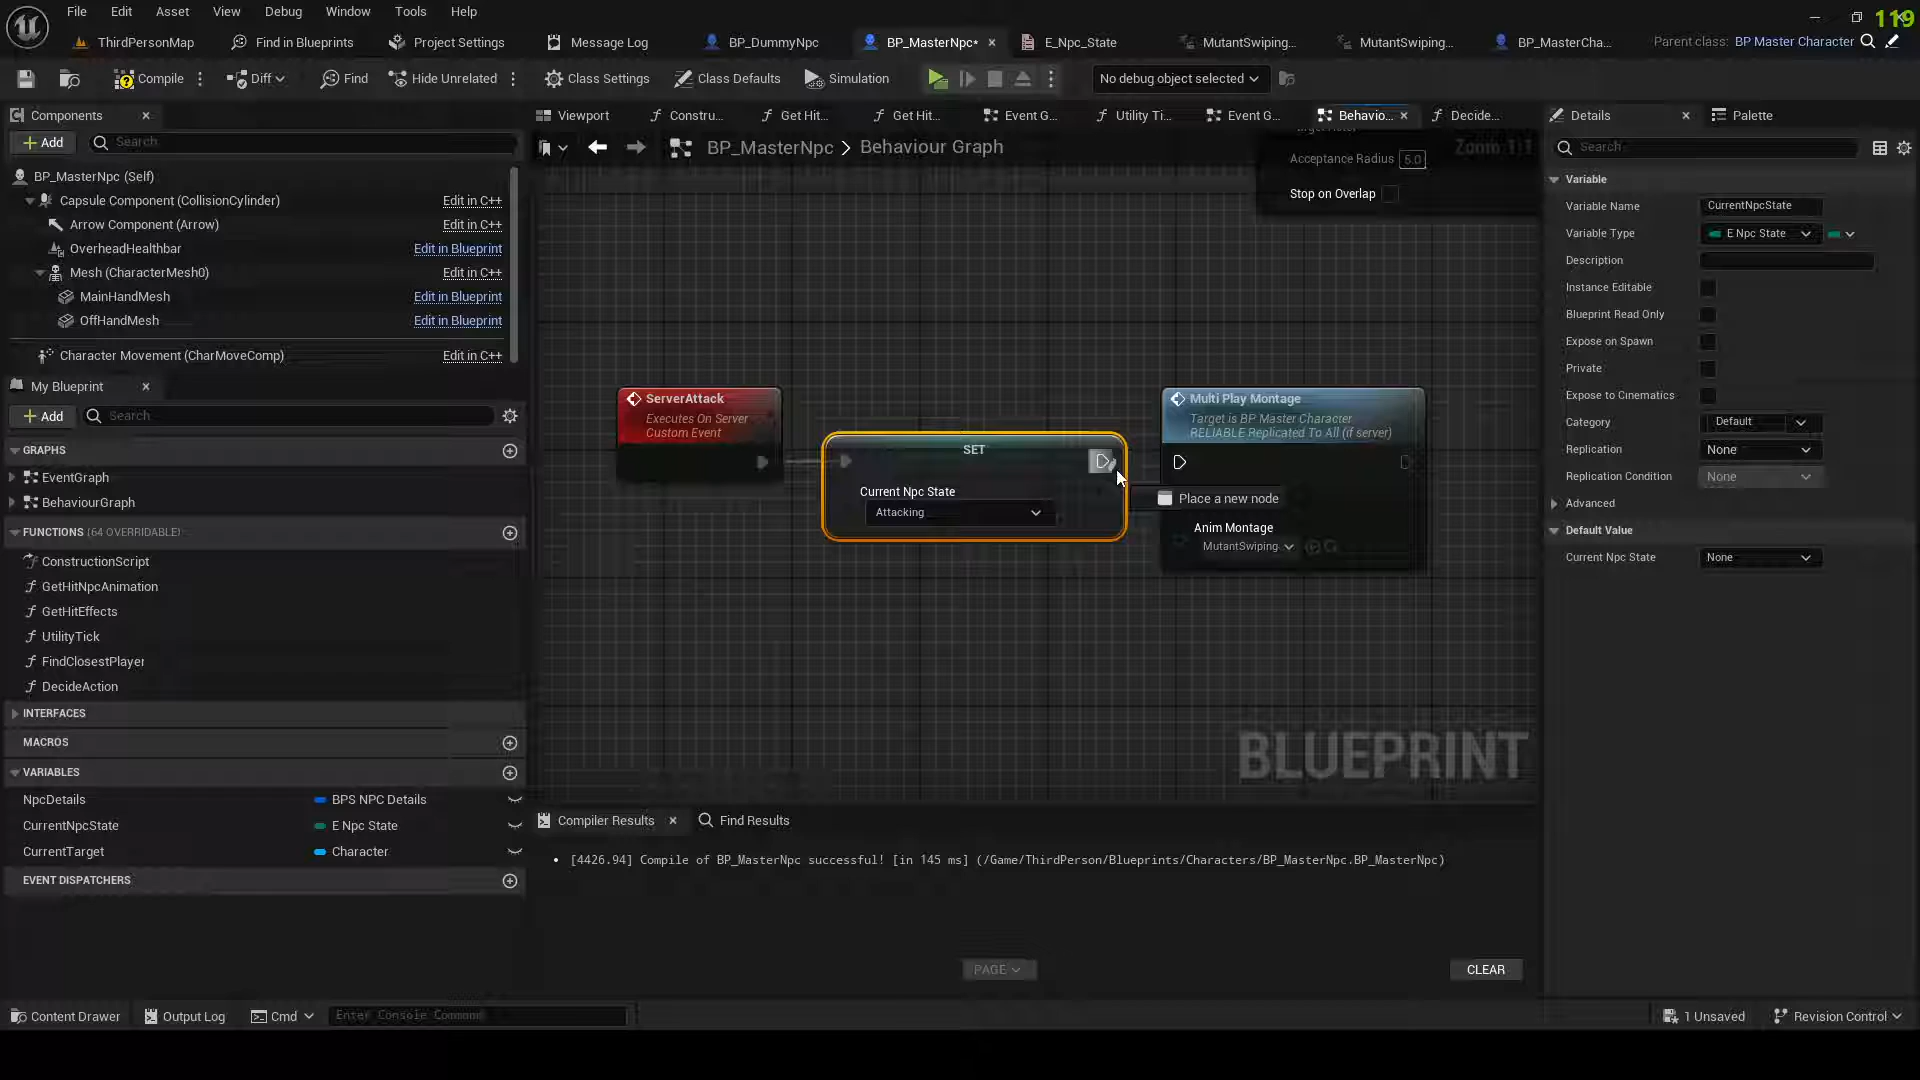 File Edit Asset View Debug Window Tools Help
119
ThirdPersonMap Find in Blueprints Project Settings Message Log BP_DummyNpc BP_MasterNpc* E_Npc_State MutantSwiping... MutantSwiping... BP_MasterCha...
Parent class: BP Master Character
Compile Diff Find Hide Unrelated Class Settings Class Defaults Simulation No debug object selected
Components
Add Search
BP_MasterNpc (Self)
Capsule Component (CollisionCylinder) Edit in C++
Arrow Component (Arrow) Edit in C++
OverheadHealthbar Edit in Blueprint
Mesh (CharacterMesh0) Edit in C++
MainHandMesh Edit in Blueprint
OffHandMesh Edit in Blueprint
Character Movement (CharMoveComp) Edit in C++
My Blueprint
Add Search
GRAPHS
EventGraph
BehaviourGraph
FUNCTIONS (64 OVERRIDABLE)
ConstructionScript
GetHitNpcAnimation
GetHitEffects
UtilityTick
FindClosestPlayer
DecideAction
INTERFACES
MACROS
VARIABLES
NpcDetails BPS NPC Details
CurrentNpcState E Npc State
CurrentTarget Character
EVENT DISPATCHERS
Viewport Constru... Get Hit... Get Hit... Event G... Utility Ti... Event G... Behavio... Decide...
BP_MasterNpc > Behaviour Graph
Zoom 1:1
Acceptance Radius 5.0
Stop on Overlap
ServerAttack
Executes On Server
Custom Event
SET
Current Npc State
Attacking
Multi Play Montage
Target is BP Master Character
RELIABLE Replicated To All (if server)
Place a new node
Anim Montage
MutantSwiping
BLUEPRINT
Compiler Results Find Results
[4426.94] Compile of BP_MasterNpc successful! [in 145 ms] (/Game/ThirdPerson/Blueprints/Characters/BP_MasterNpc.BP_MasterNpc)
PAGE
CLEAR
Details Palette
Search
Variable
Variable Name CurrentNpcState
Variable Type E Npc State
Description
Instance Editable
Blueprint Read Only
Expose on Spawn
Private
Expose to Cinematics
Category Default
Replication None
Replication Condition None
Advanced
Default Value
Current Npc State None
Content Drawer Output Log Cmd Enter Console Command
1 Unsaved Revision Control